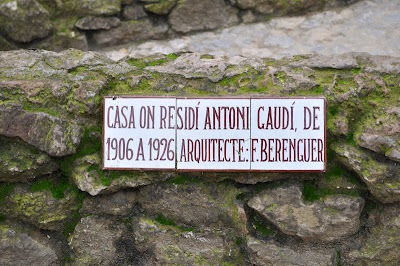 CASA ON RESIDÍ ANTONI GAUDÍ, DE
1906 A 1926 ARQUITECTE: F. BERENGUER